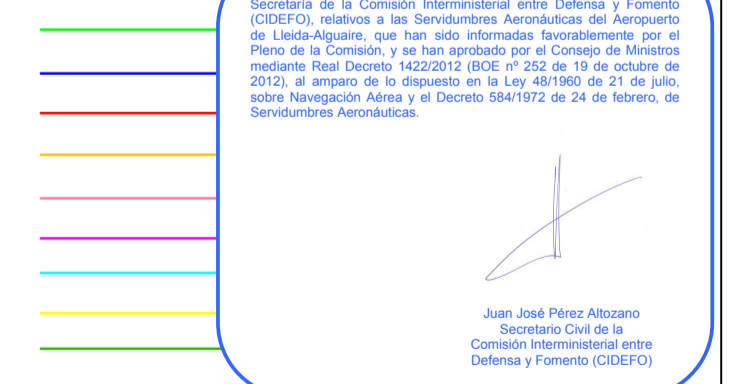 Secretaría de la Comisión Interministerial entre Defensa y Fomento
(CIDEFO), relativos a las Servidumbres Aeronáuticas del Aeropuerto
de Lleida-Alguaire, que han sido informadas favorablemente por el
Pleno de la Comisión, y se han aprobado por el Consejo de Ministros
mediante Real Decreto 1422/2012 (BOE nº 252 de 19 de octubre de
2012), al amparo de lo dispuesto en la Ley 48/1960 de 21 de julio,
sobre Navegación Aérea y el Decreto 584/1972 de 24 de febrero, de
Servidumbres Aeronáuticas.
Juan José Pérez Altozano
Secretario Civil de la
Comisión Interministerial entre
Defensa y Fomento (CIDEFO)